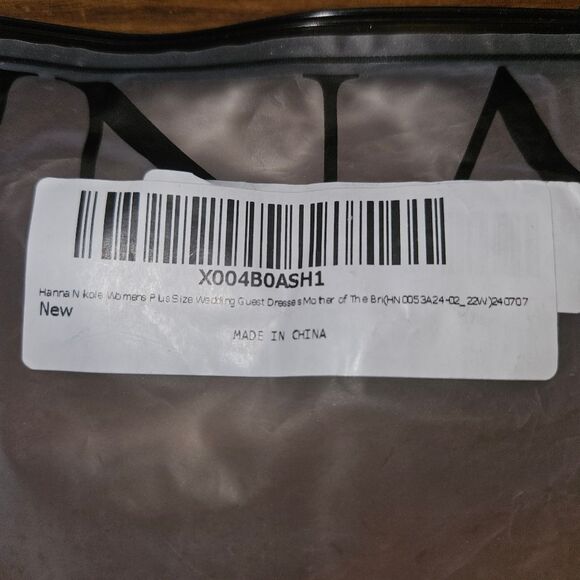 NNA
X004B0ASH1
Hanna Nikole Womens Plus Size Wedding Guest Dresses Mother of The Bri(HN0053A24-02_22W)240707
New
MADE IN CHINA